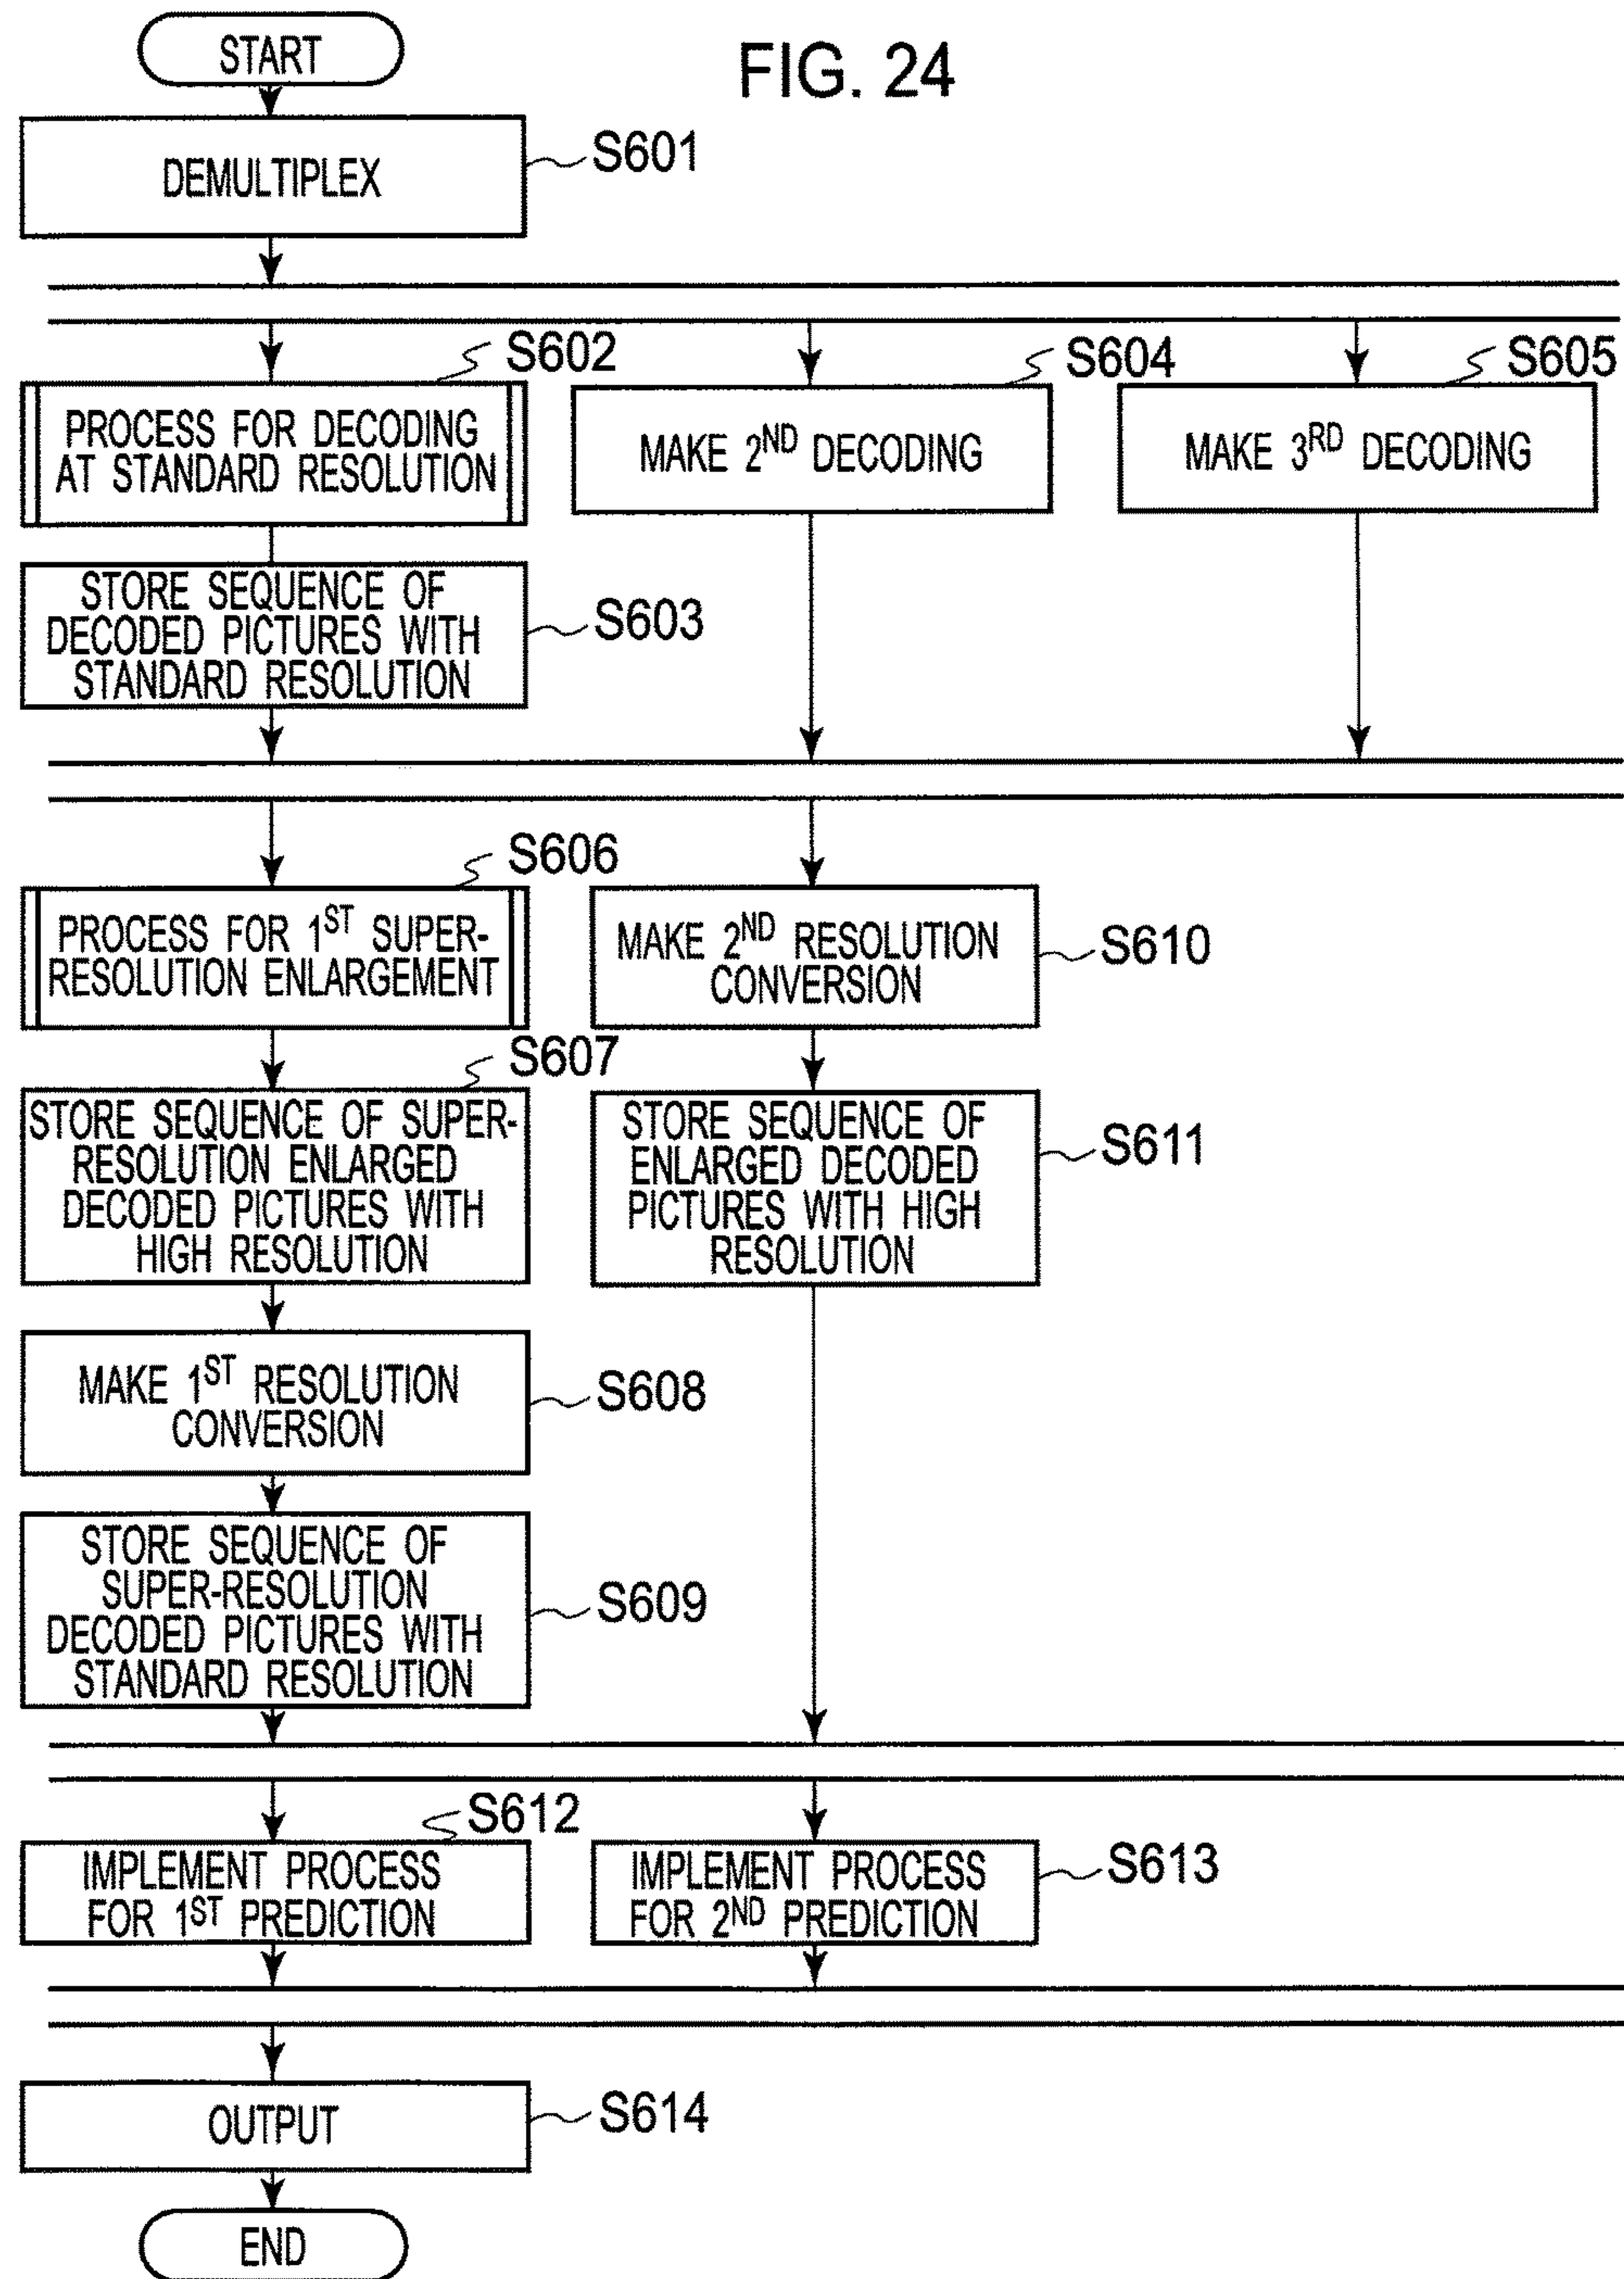 FIG. 24
START
DEMULTIPLEX
S601
S602
PROCESS FOR DECODING
AT STANDARD RESOLUTION
S604
MAKE 2ND DECODING
S605
MAKE 3RD DECODING
STORE SEQUENCE OF
DECODED PICTURES WITH
STANDARD RESOLUTION
S603
S606
PROCESS FOR 1ST SUPER-
RESOLUTION ENLARGEMENT
MAKE 2ND RESOLUTION
CONVERSION
S610
S607
STORE SEQUENCE OF SUPER-
RESOLUTION ENLARGED
DECODED PICTURES WITH
HIGH RESOLUTION
STORE SEQUENCE OF
ENLARGED DECODED
PICTURES WITH HIGH
RESOLUTION
S611
MAKE 1ST RESOLUTION
CONVERSION
S608
STORE SEQUENCE OF
SUPER-RESOLUTION
DECODED PICTURES WITH
STANDARD RESOLUTION
S609
S612
IMPLEMENT PROCESS
FOR 1ST PREDICTION
IMPLEMENT PROCESS
FOR 2ND PREDICTION
S613
OUTPUT
S614
END